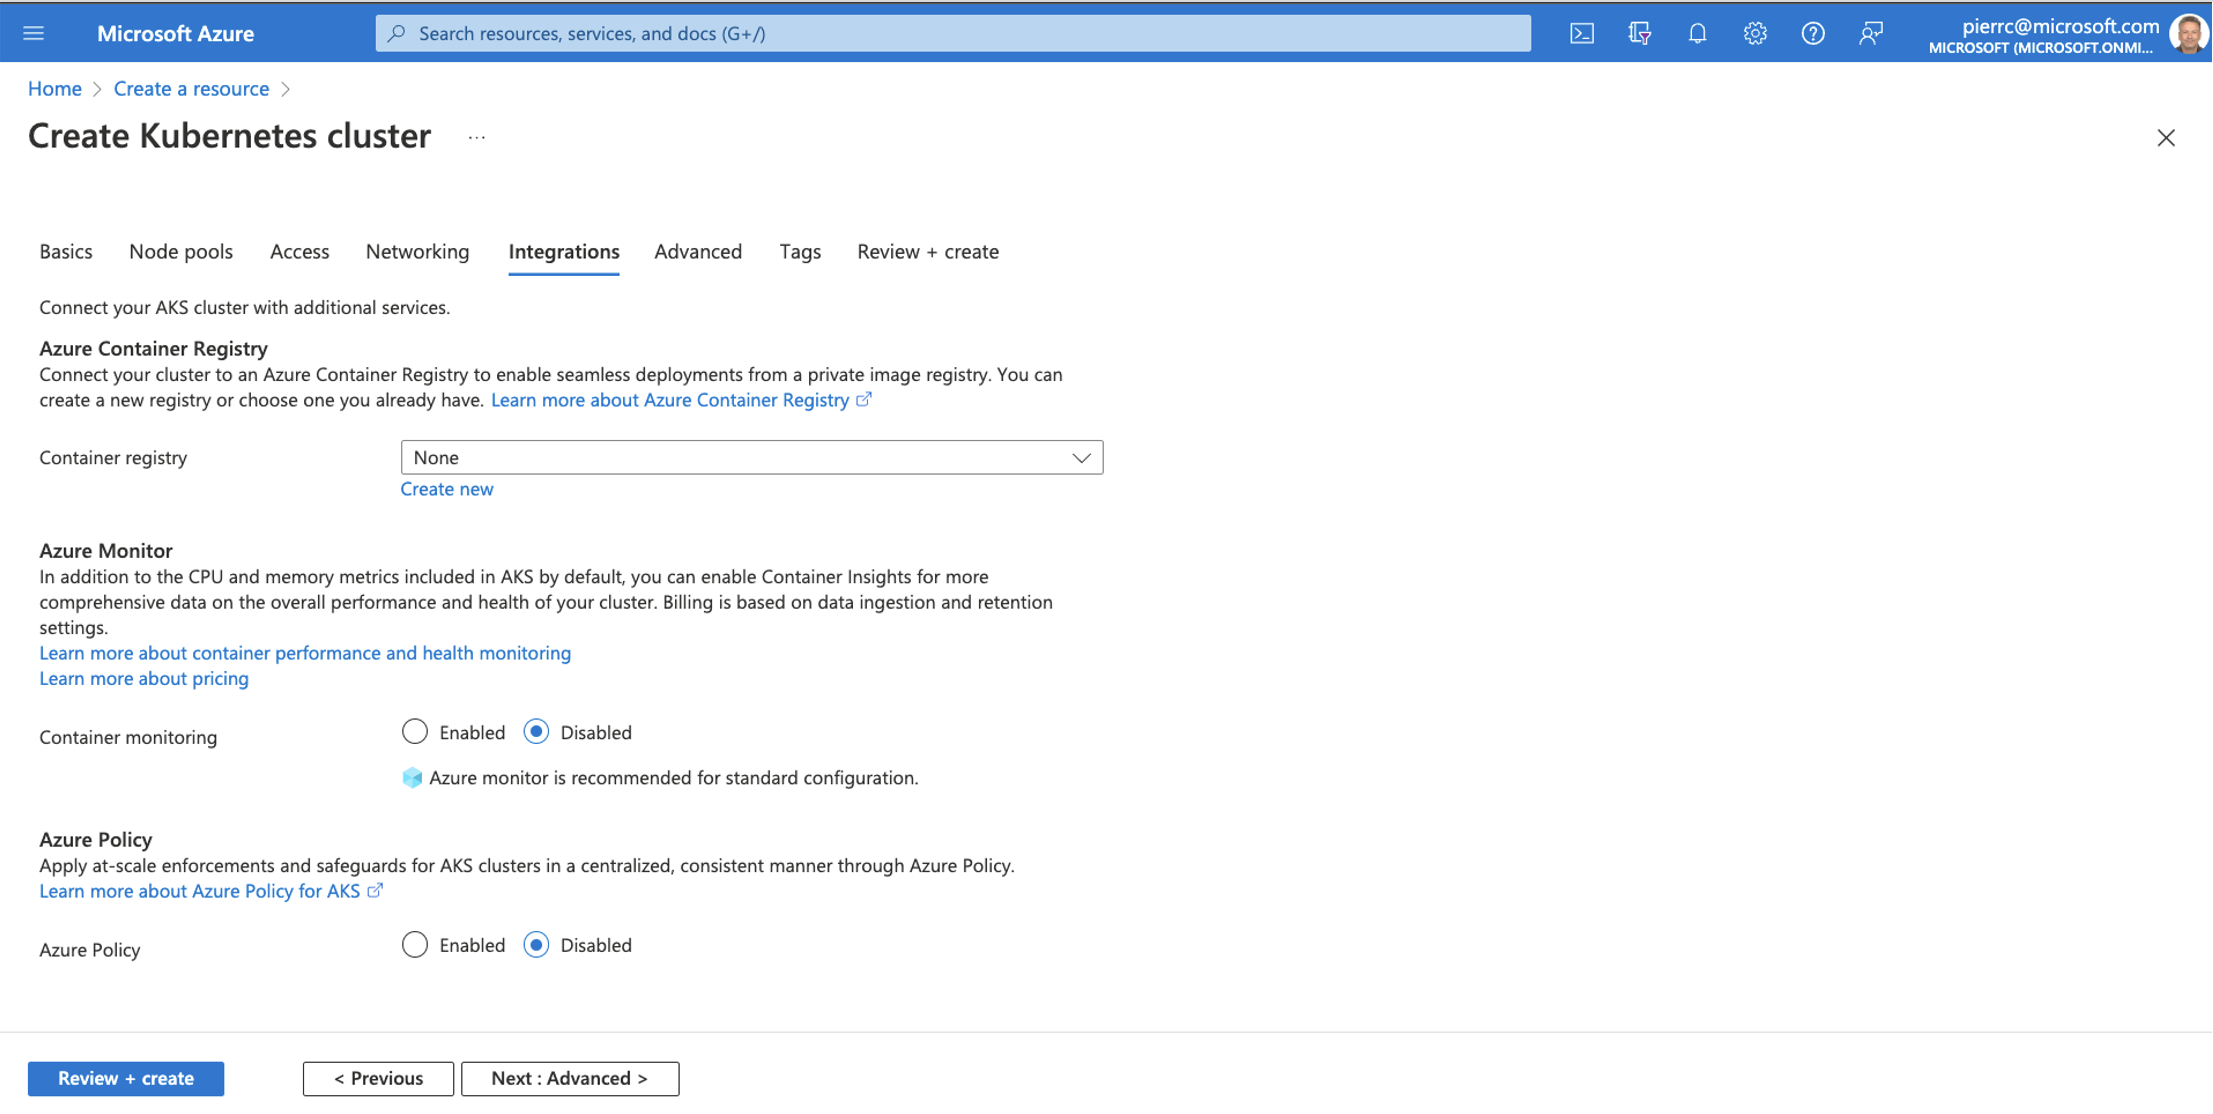 Microsoft Azure
Search resources, services, and docs (G+/)
pierrc@microsoft.com
MICROSOFT (MICROSOFT.ONMI...
Home > Create a resource >
Create Kubernetes cluster ...
Basics Node pools Access Networking Integrations Advanced Tags Review + create
Connect your AKS cluster with additional services.
Azure Container Registry
Connect your cluster to an Azure Container Registry to enable seamless deployments from a private image registry. You can
create a new registry or choose one you already have. Learn more about Azure Container Registry
Container registry None
Create new
Azure Monitor
In addition to the CPU and memory metrics included in AKS by default, you can enable Container Insights for more
comprehensive data on the overall performance and health of your cluster. Billing is based on data ingestion and retention
settings.
Learn more about container performance and health monitoring
Learn more about pricing
Container monitoring Enabled Disabled
Azure monitor is recommended for standard configuration.
Azure Policy
Apply at-scale enforcements and safeguards for AKS clusters in a centralized, consistent manner through Azure Policy.
Learn more about Azure Policy for AKS
Azure Policy Enabled Disabled
Review + create < Previous Next : Advanced >